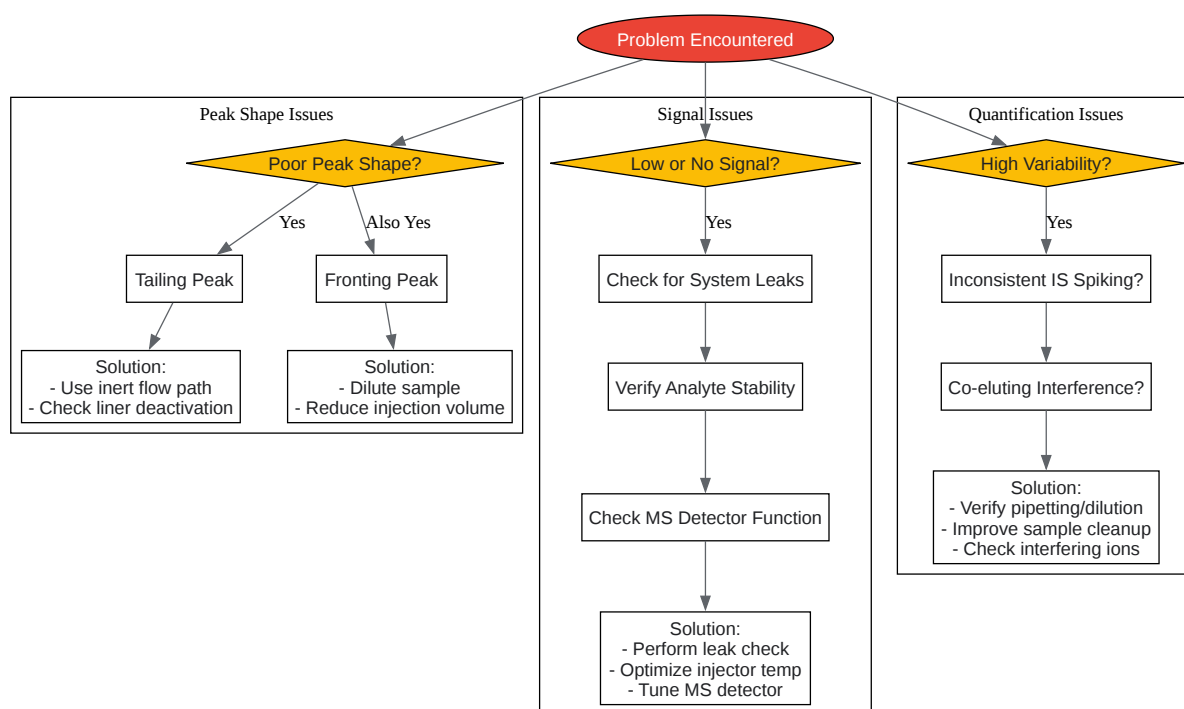 Problem Encountered
Peak Shape Issues
Signal Issues
Quantification Issues
Poor Peak Shape?
Low or No Signal?
High Variability?
Yes
Also Yes
Yes
Yes
Tailing Peak
Fronting Peak
Check for System Leaks
Inconsistent IS Spiking?
Solution:
- Use inert flow path
- Check liner deactivation
Solution:
- Dilute sample
- Reduce injection volume
Verify Analyte Stability
Co-eluting Interference?
Check MS Detector Function
Solution:
- Verify pipetting/dilution
- Improve sample cleanup
- Check interfering ions
Solution:
- Perform leak check
- Optimize injector temp
- Tune MS detector